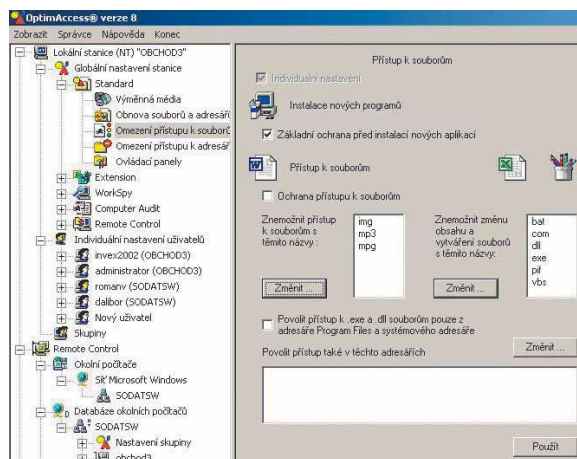 OptimAccess® verze 8
Zobrazit Správce Nápověda Konec
Lokální stanice (NT) "OBCHOD3"
Globální nastavení stanice
Standard
Výměnná média
Obnova souborů a adresářů
Omezení přístupu k souborů
Omezení přístupu k adresář
Ovládací panely
Extension
WorkSpy
Computer Audit
Remote Control
Individuální nastavení uživatelů
invex2002 (OBCHOD3)
administrator (OBCHOD3)
romanv (SODATSW)
dalibor (SODATSW)
Nový uživatel
Skupiny
Remote Control
Okolní počítače
Síť Microsoft Windows
SODATSW
Databáze okolních počítačů
SODATSW
Nastavení skupiny
obchod3
Přístup k souborům
Individualní nastavení
Instalace nových programů
Základní ochrana před instalací nových aplikací
Přístup k souborům
Ochrana přístupu k souborům
Znemožnit přístup
k souborům s
těmito názvy :
img
mp3
mpg
Změnit ...
Znemožnit změnu
obsahu a
vytváření souborů
s těmito názvy:
bat
com
dll
exe
pif
vbs
Změnit ...
Povolit přístup k .exe a .dll souborům pouze z
adresáře Program Files a systémového adresáře
Změnit ...
Povolit přístup také v těchto adresářích
Použít